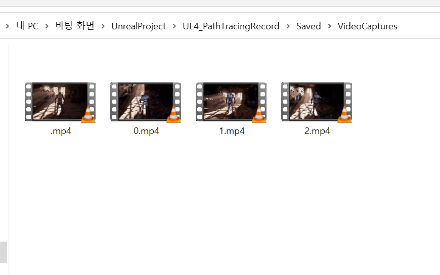 내 PC > 바탕 화면 > UnrealProject > UE4_PathTracingRecord > Saved > VideoCaptures
.mp4
0.mp4
1.mp4
2.mp4